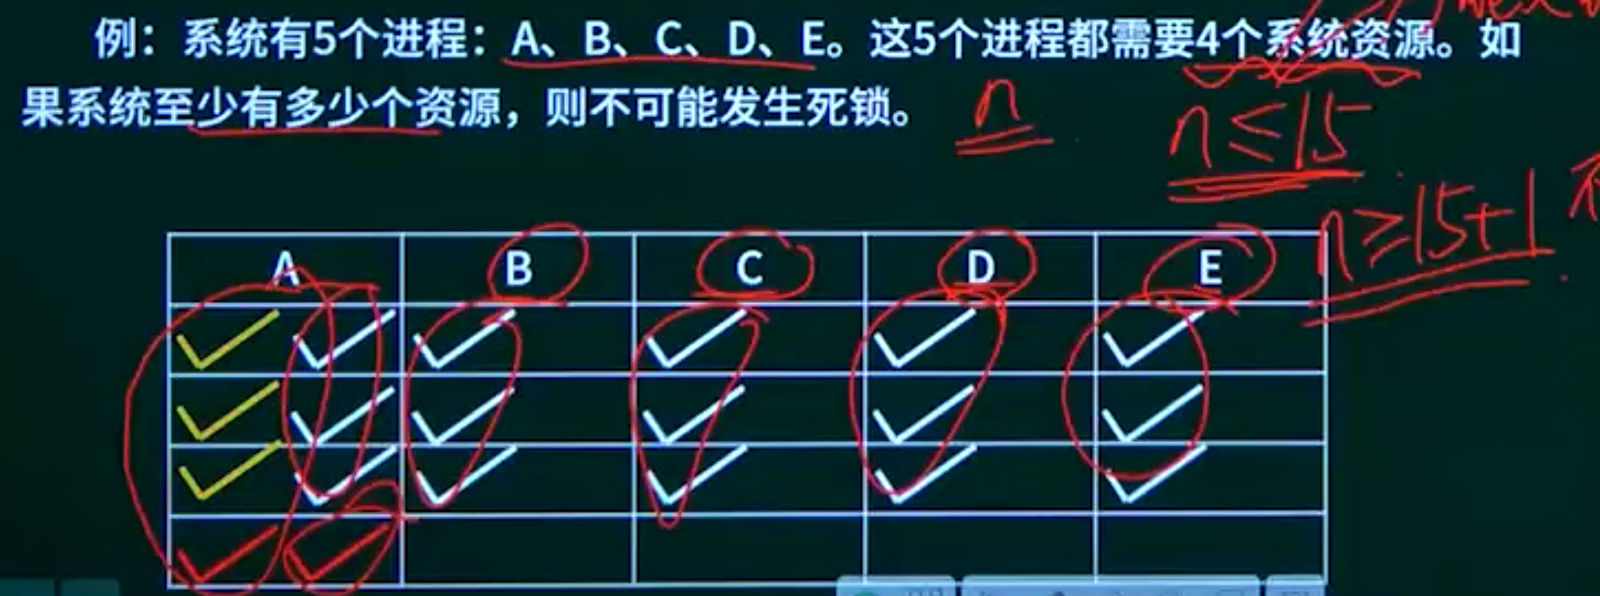 例：系统有5个进程：A、B、C、D、E。这5个进程都需要4个系统资源。如
果系统至少有多少个资源，则不可能发生死锁。
n
n≤15
n≥15+1
A B C D E